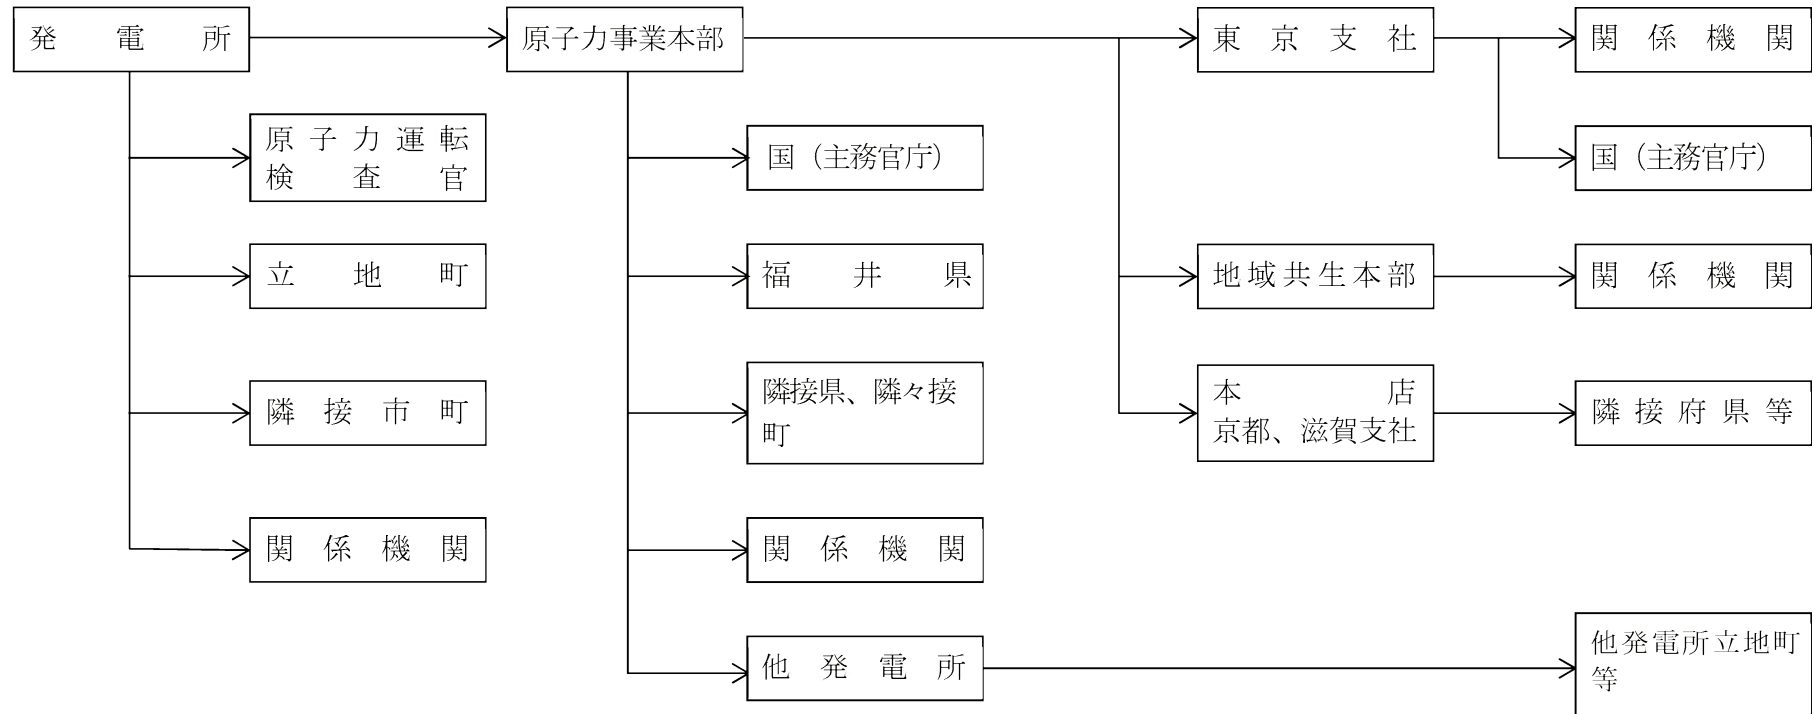 発電所
原子力事業本部
東京支社
関係機関
原子力運転
検査官
国（主務官庁）
国（主務官庁）
立地町
福井県
地域共生本部
関係機関
隣接市町
隣接県、隣々接
町
本店
京都、滋賀支社
隣接府県等
関係機関
関係機関
他発電所
他発電所立地町
等